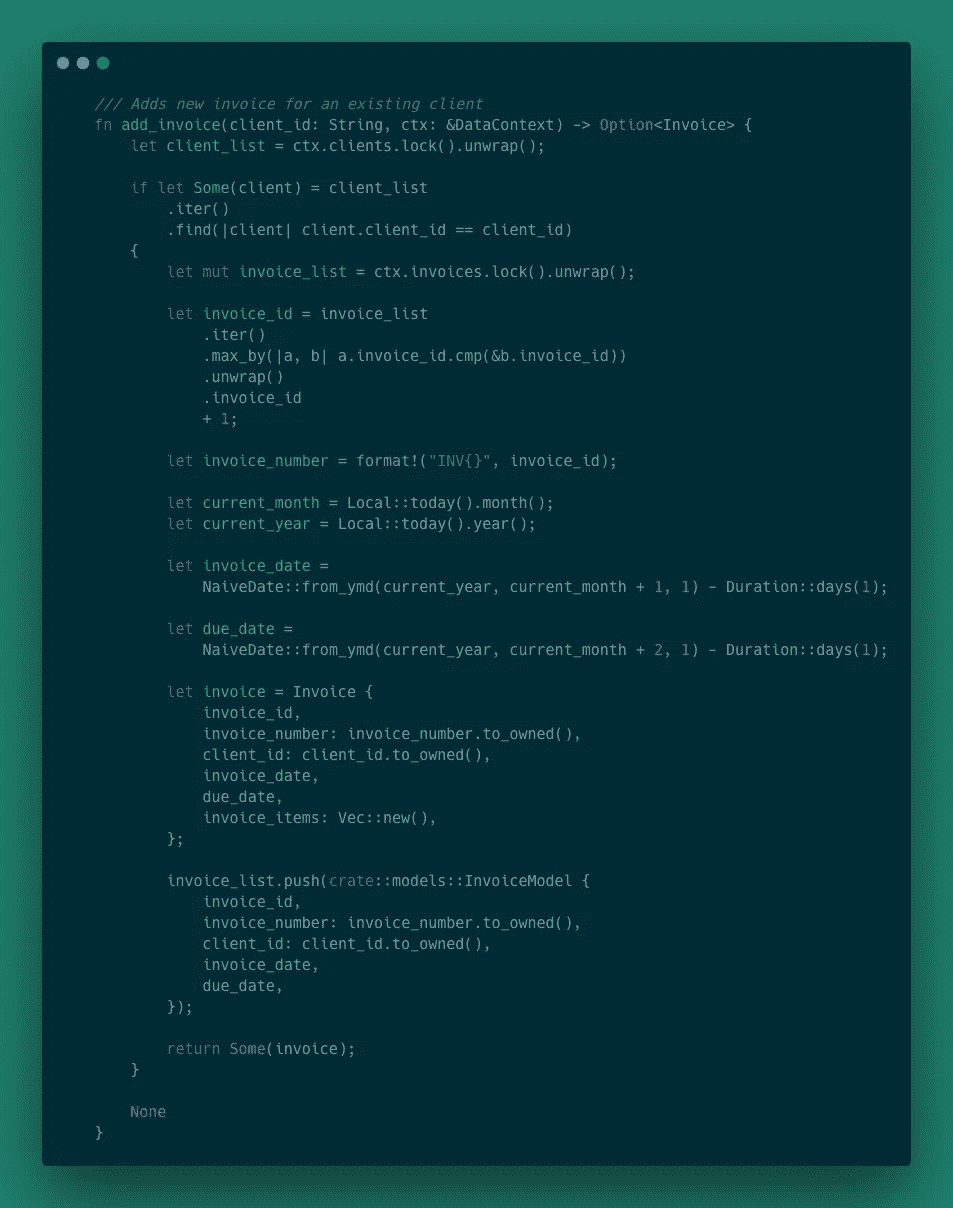 /// Adds new invoice for an existing client
fn add_invoice(client_id: String, ctx: &DataContext) -> Option<Invoice> {
    let client_list = ctx.clients.lock().unwrap();

    if let Some(client) = client_list
        .iter()
        .find(|client| client.client_id == client_id)
    {
        let mut invoice_list = ctx.invoices.lock().unwrap();

        let invoice_id = invoice_list
            .iter()
            .max_by(|a, b| a.invoice_id.cmp(&b.invoice_id))
            .unwrap()
            .invoice_id
            + 1;

        let invoice_number = format!("INV{}", invoice_id);

        let current_month = Local::today().month();
        let current_year = Local::today().year();

        let invoice_date =
            NaiveDate::from_ymd(current_year, current_month + 1, 1) - Duration::days(1);

        let due_date =
            NaiveDate::from_ymd(current_year, current_month + 2, 1) - Duration::days(1);

        let invoice = Invoice {
            invoice_id,
            invoice_number: invoice_number.to_owned(),
            client_id: client_id.to_owned(),
            invoice_date,
            due_date,
            invoice_items: Vec::new(),
        };

        invoice_list.push(crate::models::InvoiceModel {
            invoice_id,
            invoice_number: invoice_number.to_owned(),
            client_id: client_id.to_owned(),
            invoice_date,
            due_date,
        });

        return Some(invoice);
    }

    None
}